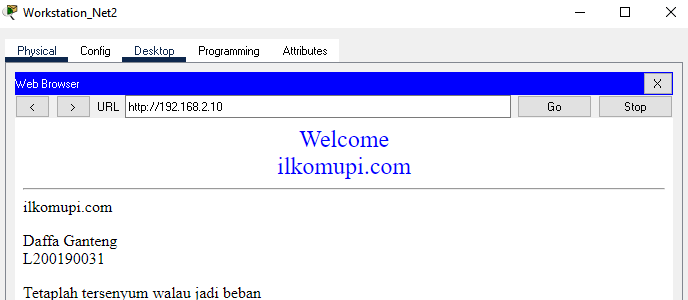 Workstation_Net2
Physical Config Desktop Programming Attributes
Web Browser X
< > URL http://192.168.2.10 Go Stop
Welcome
ilkomupi.com
ilkomupi.com
Daffa Ganteng
L200190031
Tetaplah tersenyum walau jadi beban